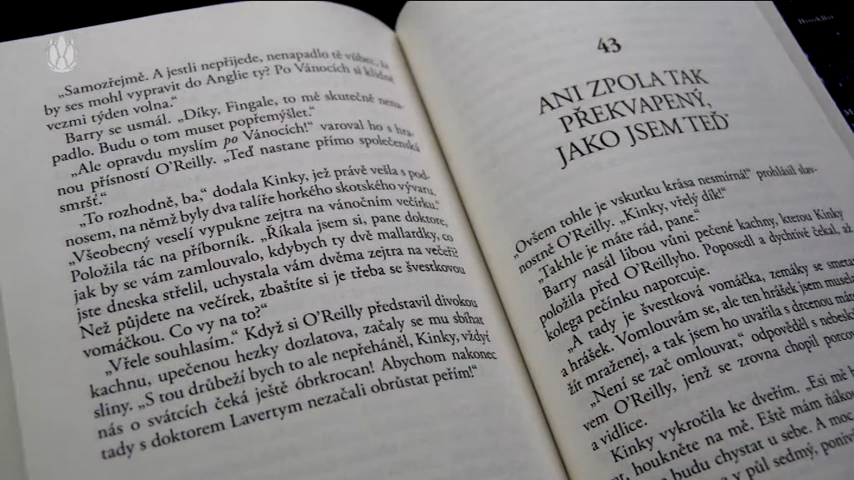 „Samozřejmě. A jestli nepřijede, nenapadlo tě vůbec, že
by ses mohl vypravit do Anglie ty? Po Vánocích si klidně
vezmi týden volna.“
Barry se usmál. „Díky, Fingale, to mě skutečně nena-
padlo. Budu o tom muset popřemýšlet.“
„Ale opravdu myslím po Vánocích!“ varoval ho s hra-
nou přísností O’Reilly. „Teď nastane přímo společenská
smršť.“
„To rozhodně, ba,“ dodala Kinky, jež právě vešla s pod-
nosem, na němž byly dva talíře horkého skotského vývaru.
„Všeobecný veselí vypukne zejtra na vánočním večírku.“
Položila tác na příborník. „Říkala jsem si, pane doktore,
jak by se vám zamlouvalo, kdybych ty dvě mallardky, co
jste dneska střelil, uchystala vám dvěma zejtra na večeři?
Než půjdete na večírek, zbaštíte si je třeba se švestkovou
vomáčkou. Co vy na to?“
„Vřele souhlasím.“ Když si O’Reilly představil divokou
kachnu, upečenou hezky dozlatova, začaly se mu sbíhat
sliny. „S tou drůbeží bych to ale nepřeháněl, Kinky, vždyť
nás o svátcích čeká ještě óbrkrocan! Abychom nakonec
tady s doktorem Lavertym nezačali obrůstat peřím!“
43
ANI ZPOLA TAK
PŘEKVAPENÝ,
JAKO JSEM TEĎ
„Ovšem tohle je vskutku krása nesmírná!“ prohlásil slav-
nostně O’Reilly. „Kinky, vřelý dík!“
„Takhle je máte rád, pane“
Barry nasál libou vůni pečené kachny, kterou Kinky
položila před O’Reillyho. Poposedl a dychtivě čekal, až
kolega pečínku naporcuje.
„A tady je švestková vomáčka, zemáky se smeta
a hrášek. Vomlouvám se, ale ten hrášek jsem musela
žít mraženej, a tak jsem ho uvařila s drcenou máto
„Není se zač omlouvat,“ odpověděl s nebesk
vem O’Reilly, jenž se zrovna chopil porcov
a vidlice.
Kinky vykročila ke dveřím. „Esi mě b
houkněte na mě. Eště mám ňáko
budu chystat u sebe. A moc
v půl sedmý, poniv